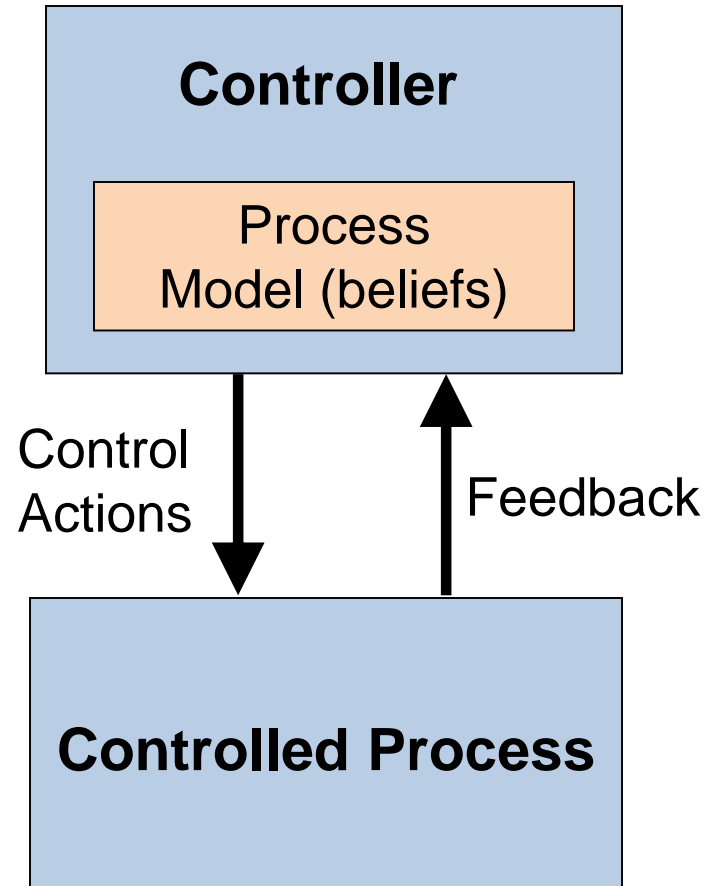 Controller
Process
Model (beliefs)
Control
Actions
Feedback
Controlled Process